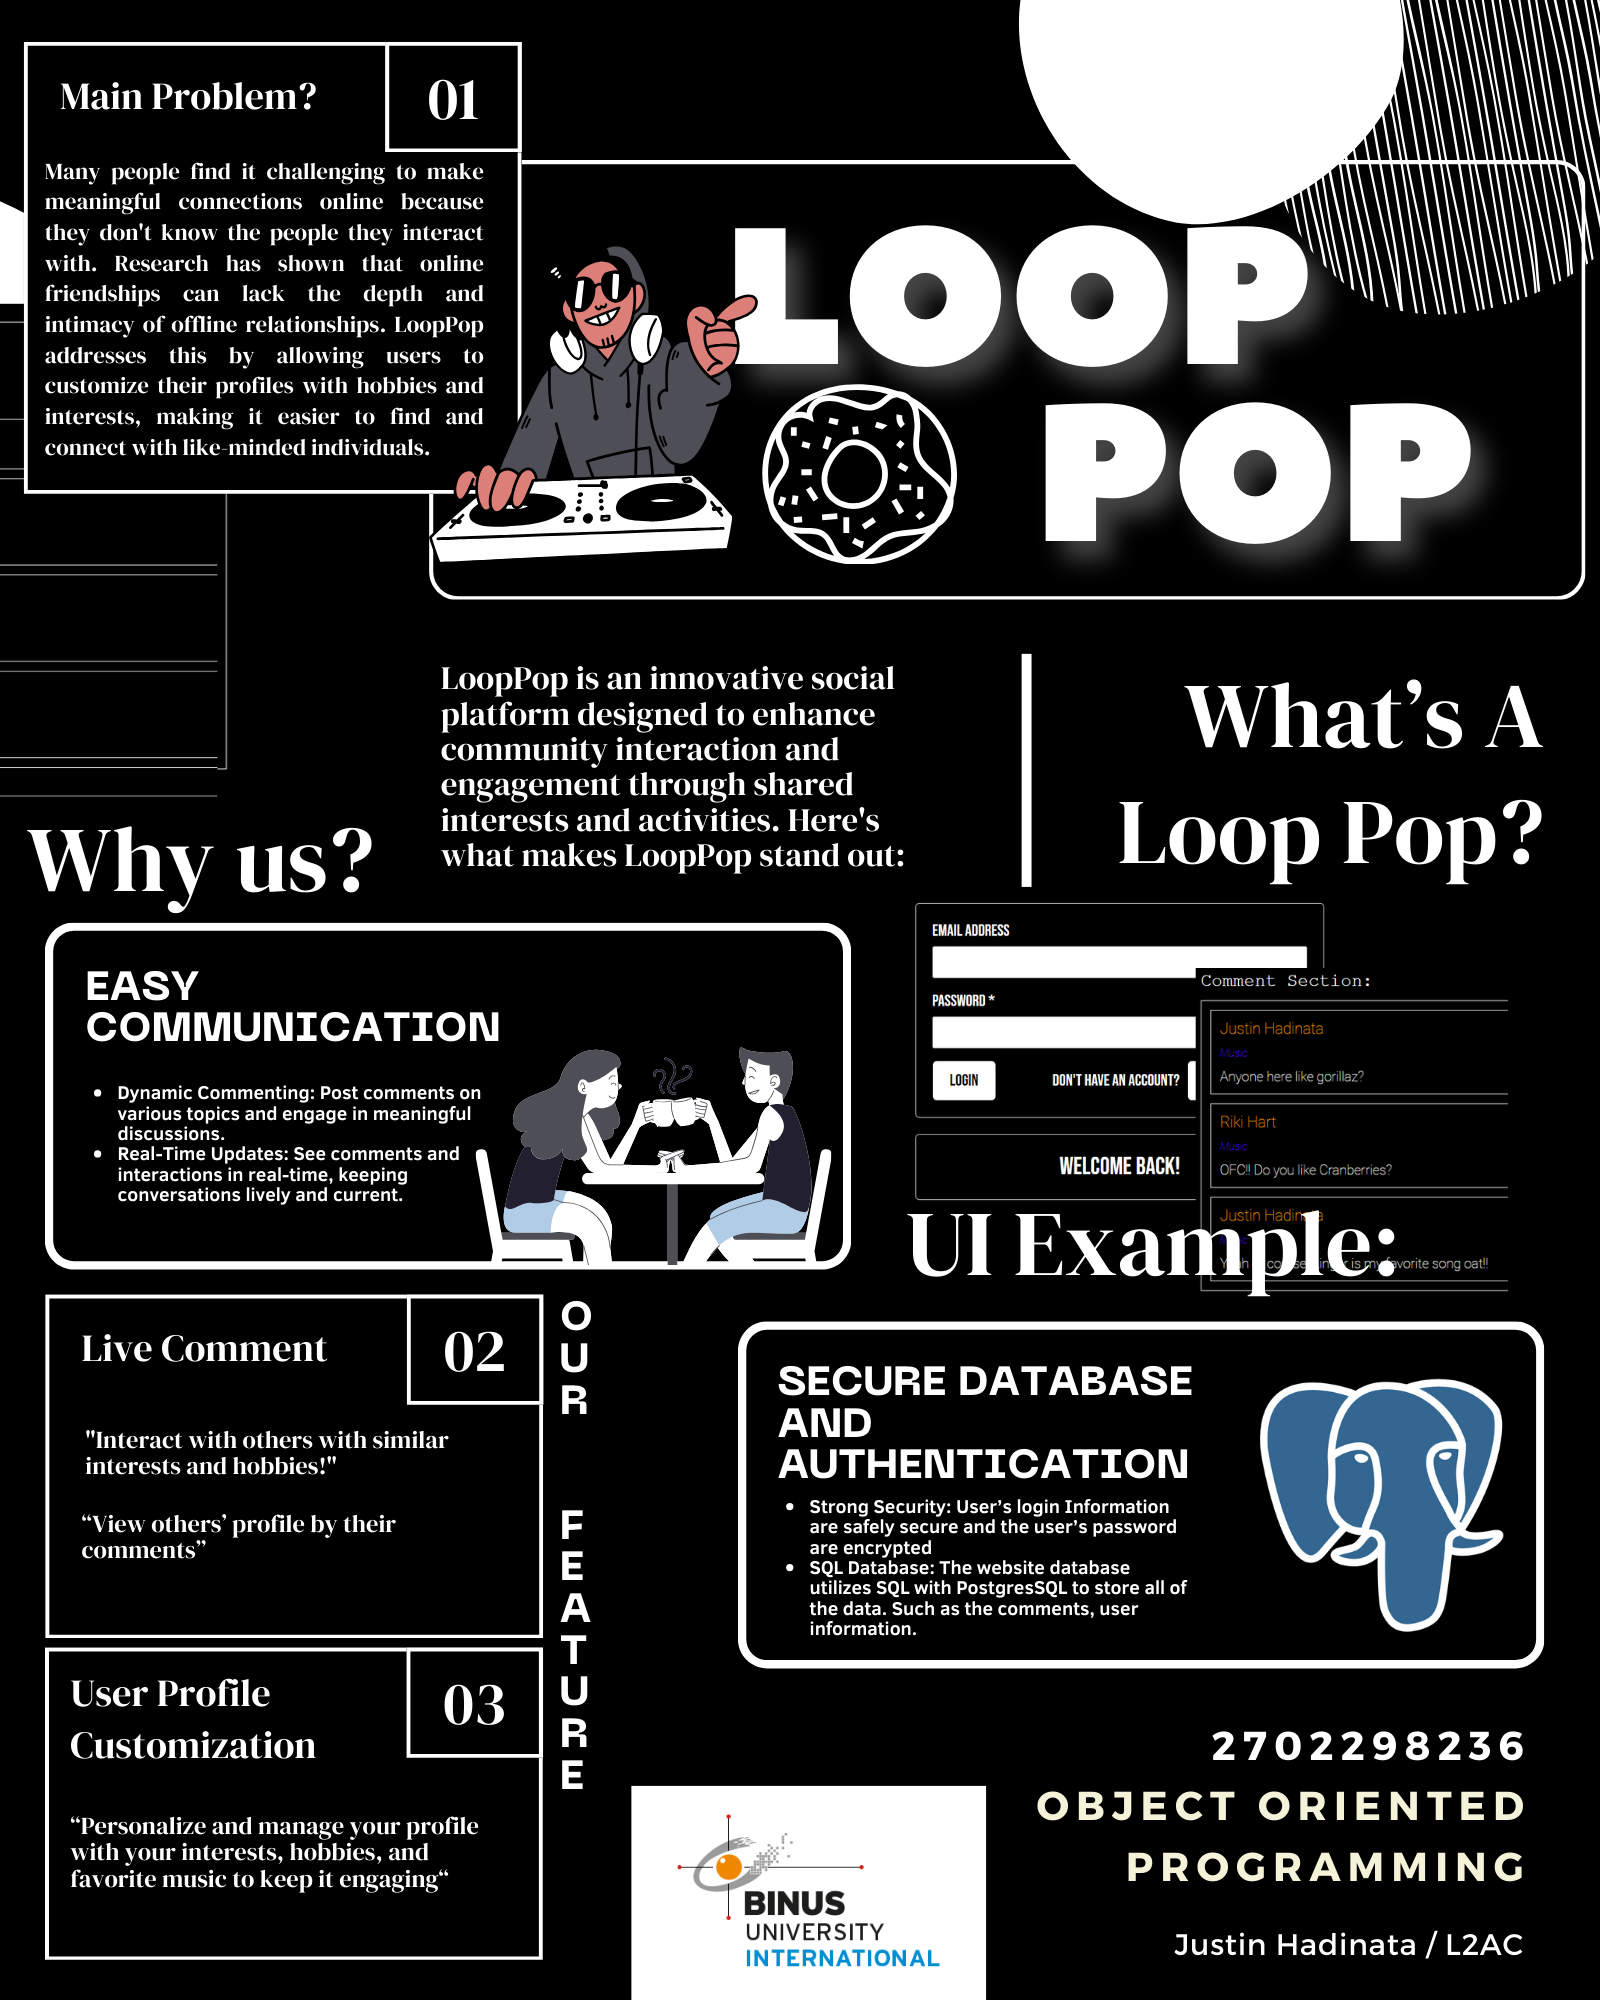 Main Problem?
01
Many people find it challenging to make
meaningful connections online because
they don't know the people they interact
with. Research has shown that online
friendships can lack the depth and
intimacy of offline relationships. LoopPop
addresses this by allowing users to
customize their profiles with hobbies and
interests, making it easier to find and
connect with like-minded individuals.
LOOP
POP
LoopPop is an innovative social
platform designed to enhance
community interaction and
engagement through shared
interests and activities. Here's
what makes LoopPop stand out:
What's A
Loop Pop?
Why us?
EASY
COMMUNICATION
• Dynamic Commenting: Post comments on
various topics and engage in meaningful
discussions.
• Real-Time Updates: See comments and
interactions in real-time, keeping
conversations lively and current.
EMAIL ADDRESS
PASSWORD *
LOGIN
DON'T HAVE AN ACCOUNT?
WELCOME BACK!
Comment Section:
Justin Hadinata
Music
Anyone here like gorillaz?
Riki Hart
Music
OFC!! Do you like Cranberries?
Justin Hadinata
is my favorite song oat!!
UI Example:
Live Comment
02
"Interact with others with similar
interests and hobbies!"
“View others’ profile by their
comments”
OUR
FEATURE
SECURE DATABASE
AND
AUTHENTICATION
• Strong Security: User’s login Information
are safely secure and the user’s password
are encrypted
• SQL Database: The website database
utilizes SQL with PostgresSQL to store all of
the data. Such as the comments, user
information.
User Profile
Customization
03
“Personalize and manage your profile
with your interests, hobbies, and
favorite music to keep it engaging“
BINUS
UNIVERSITY
INTERNATIONAL
2702298236
OBJECT ORIENTED
PROGRAMMING
Justin Hadinata / L2AC